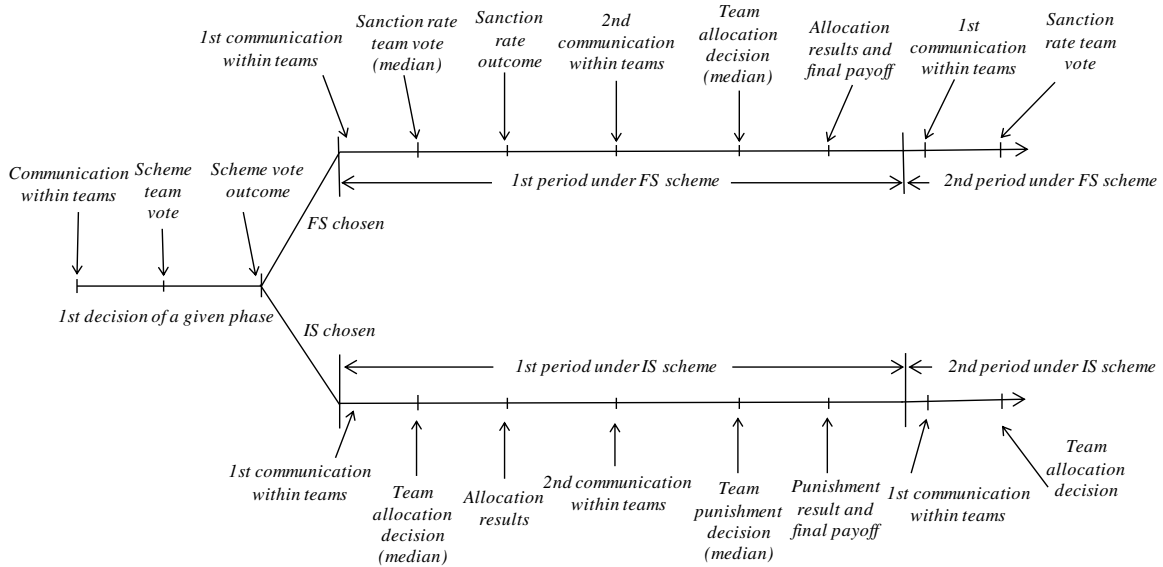 1st communication
within teams
Sanction rate
team vote
(median)
Sanction
rate
outcome
2nd
communication
within teams
Team
allocation
decision
(median)
Allocation
results and
final payoff
1st
communication
within teams
Sanction
rate team
vote
Communication
within teams
Scheme
team
vote
Scheme vote
outcome
1st period under FS scheme
2nd period under FS scheme
FS chosen
1st decision of a given phase
IS chosen
1st period under IS scheme
2nd period under IS scheme
1st communication
within teams
Team
allocation
decision
(median)
Allocation
results
2nd communication
within teams
Team
punishment
decision
(median)
Punishment
result and
final payoff
1st communication
within teams
Team
allocation
decision